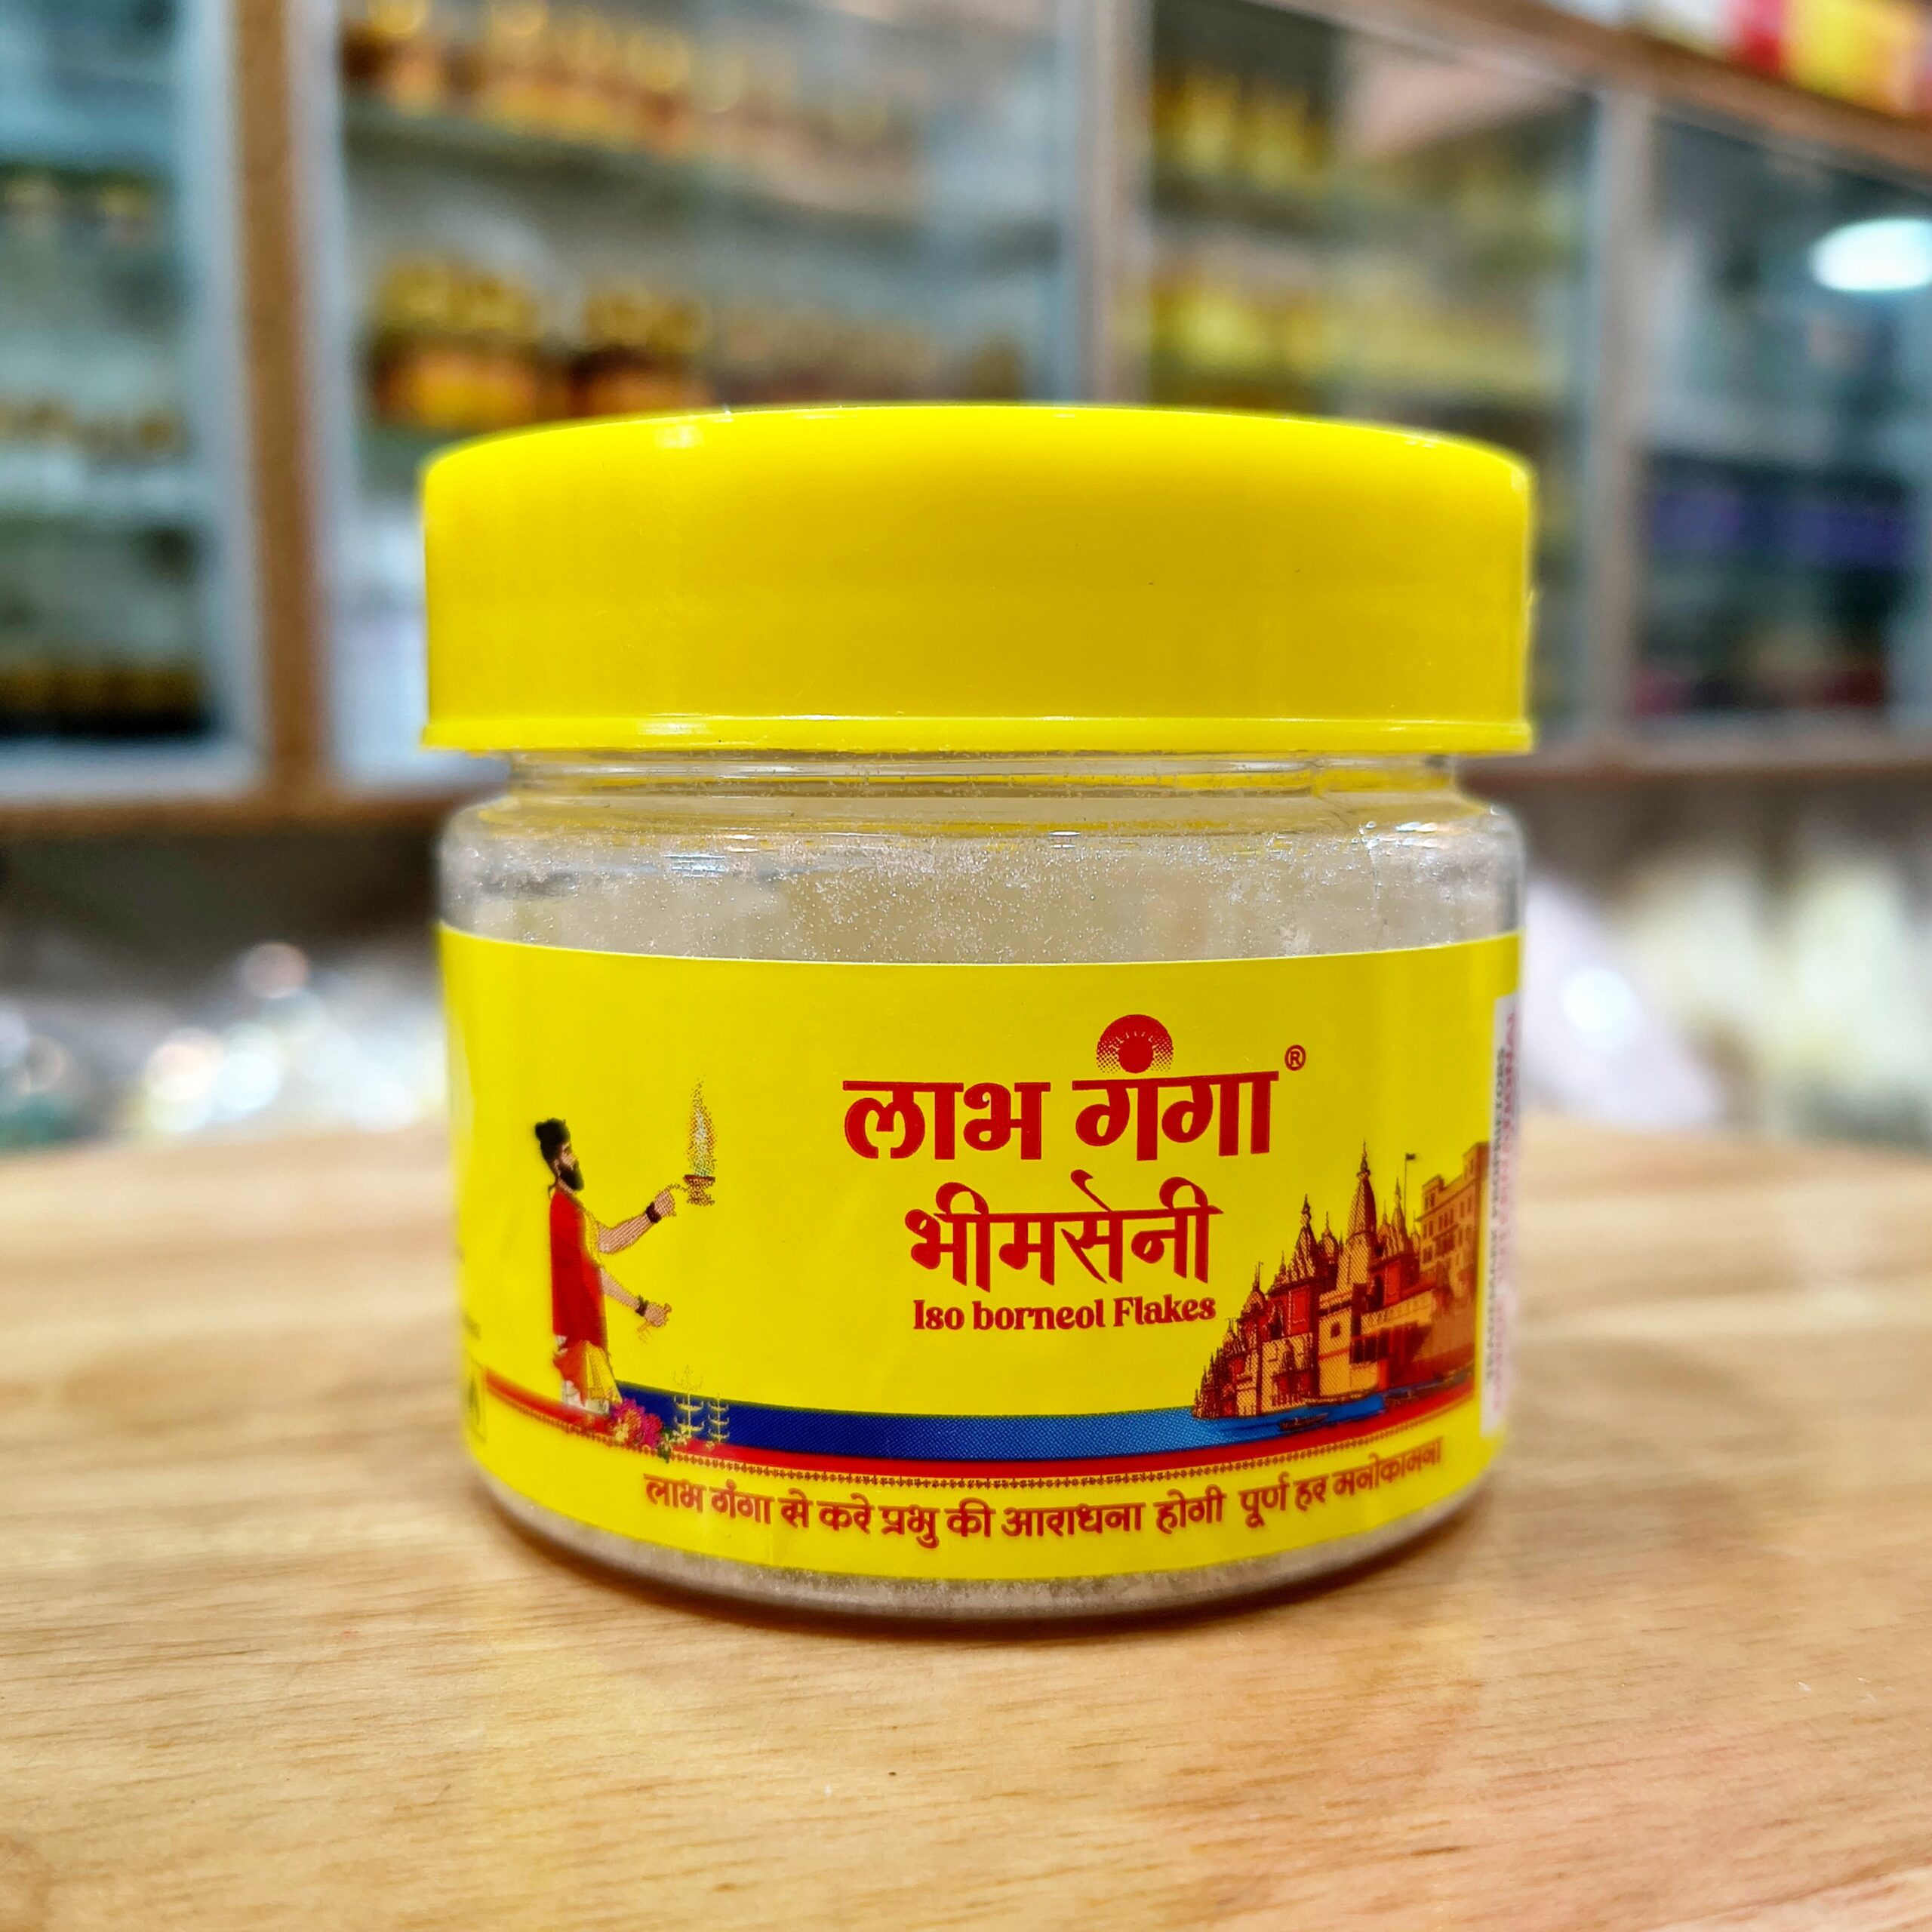 लाभ गंगा®
भीमसेनी
Iso borneol Flakes
लाभ गंगा से करे प्रभु की आराधना होगी पूर्ण हर मनोकामना